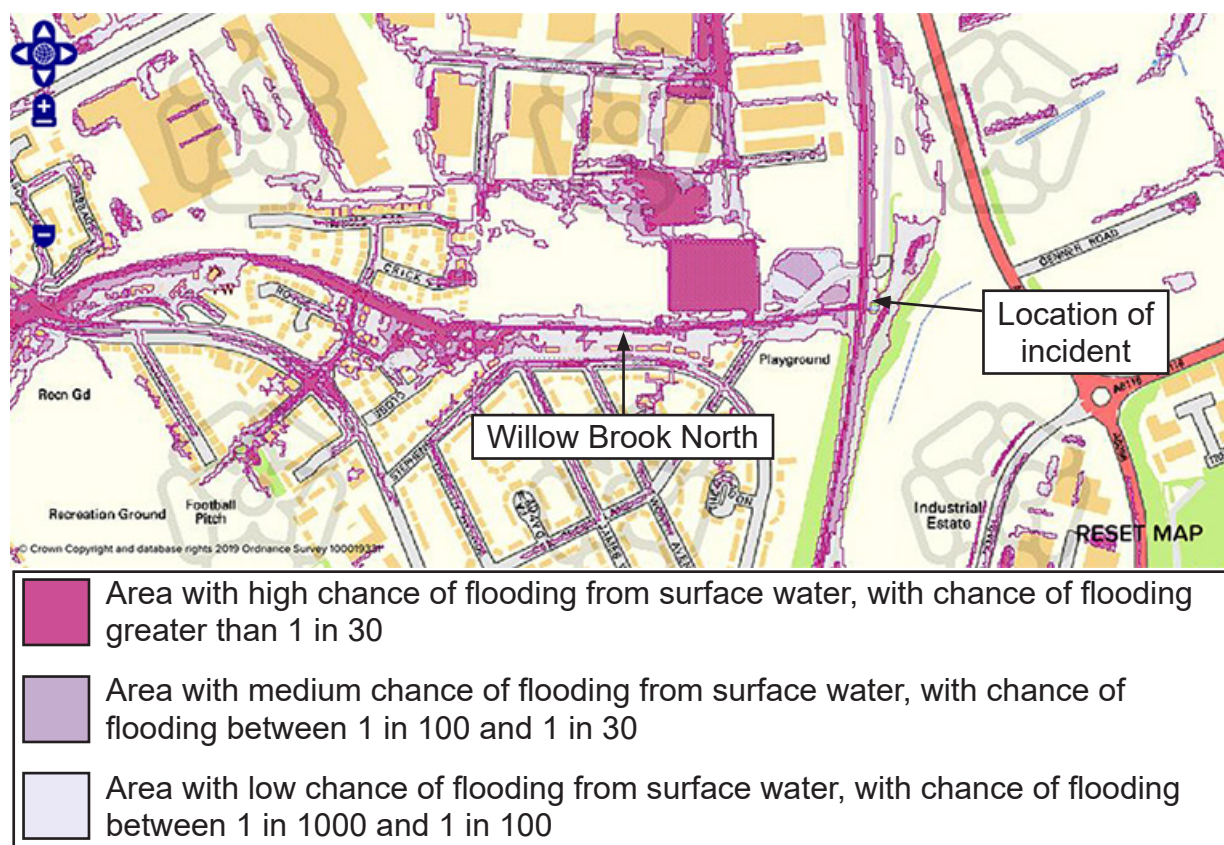 GENNER ROAD
CRICK
Location of
incident
Playground
Recn Gd
Willow Brook North
STEPHEN
Recreation Ground
Football
Pitch
Industrial
Estate
RESET MAP
© Crown Copyright and database rights 2019 Ordnance Survey 100019331
Area with high chance of flooding from surface water, with chance of flooding
greater than 1 in 30
Area with medium chance of flooding from surface water, with chance of
flooding between 1 in 100 and 1 in 30
Area with low chance of flooding from surface water, with chance of flooding
between 1 in 1000 and 1 in 100